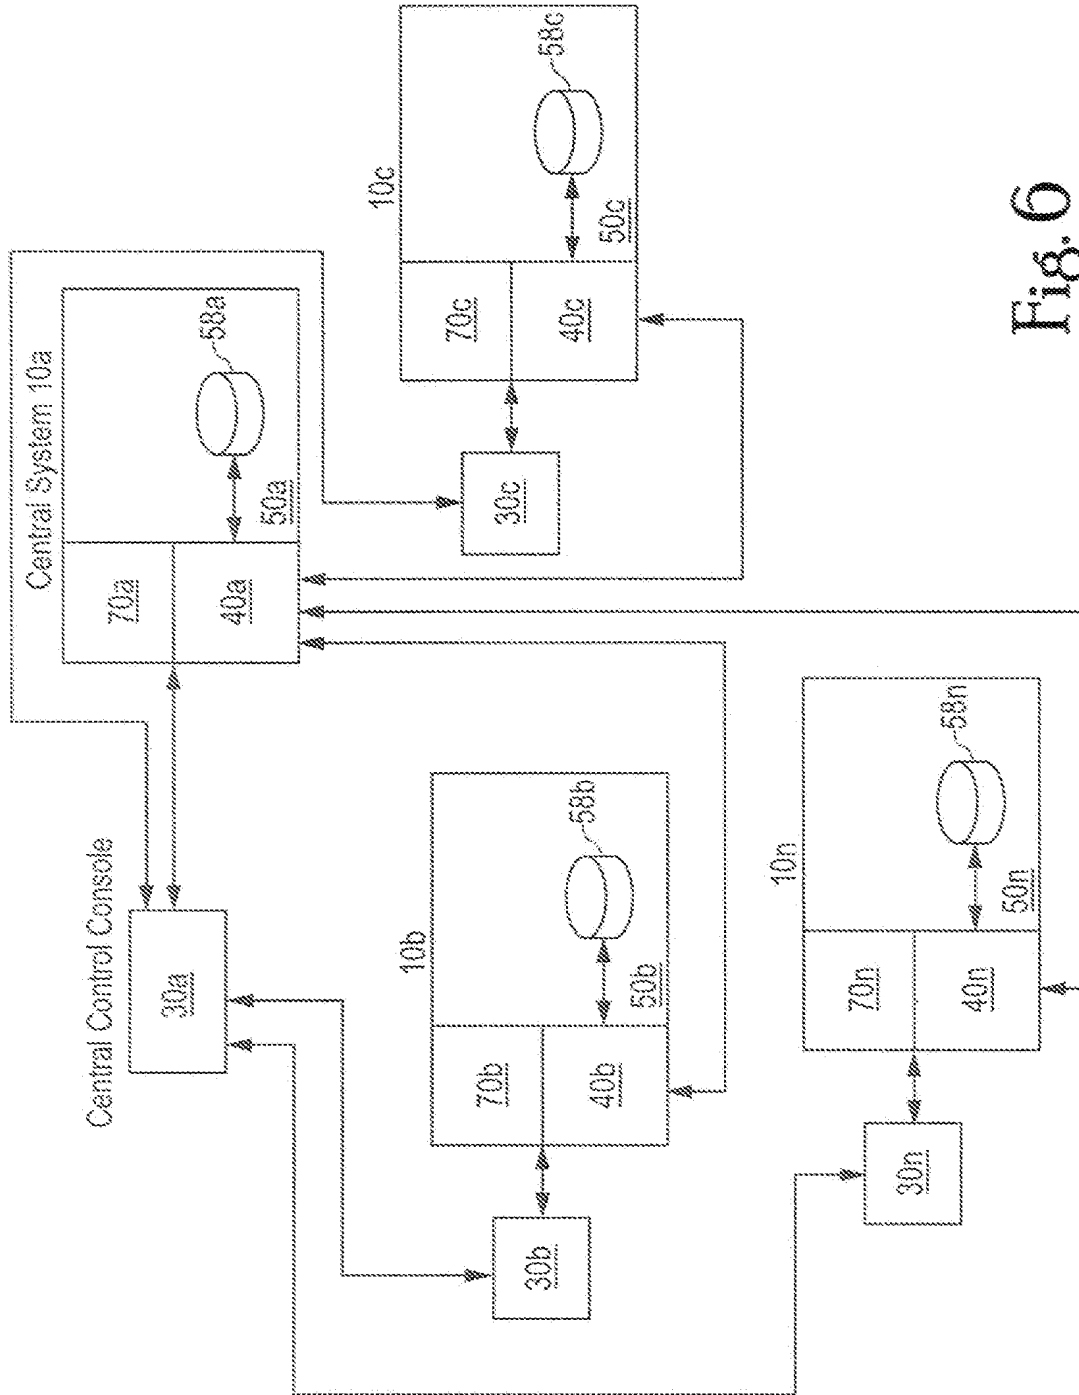 Central Control Console
30a
Central System 10a
70a
40a
50a
58a
30b
10b
70b
40b
50b
58b
30c
10c
70c
40c
50c
58c
30n
10n
70n
40n
50n
58n
Fig. 6